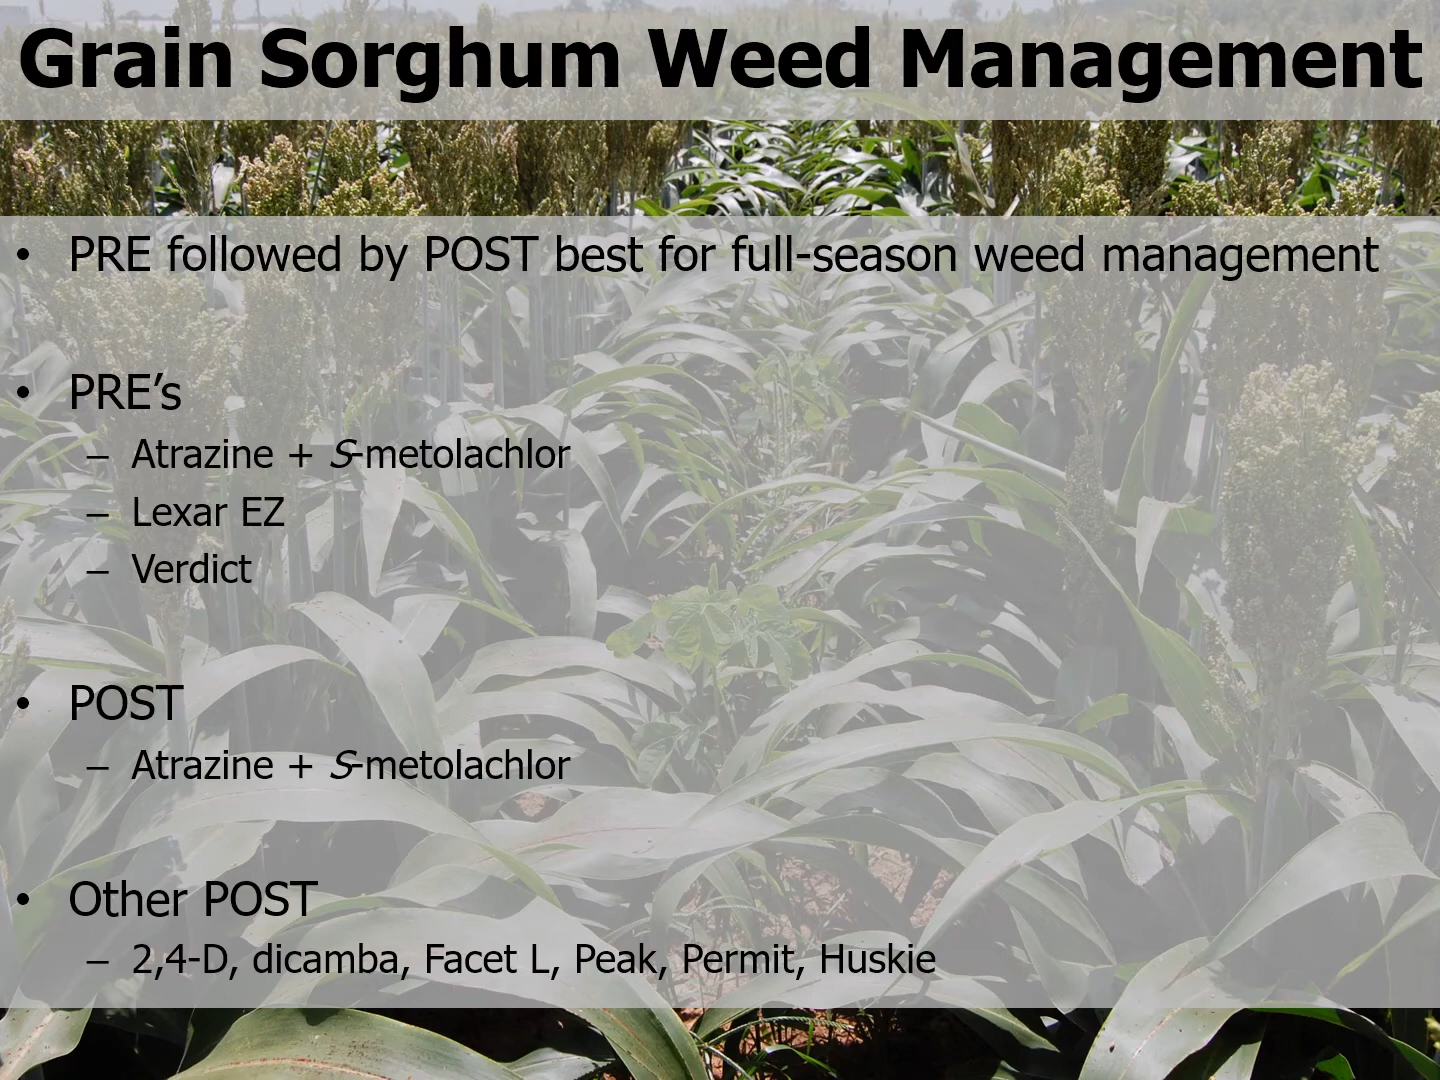 Grain Sorghum Weed Management
• PRE followed by POST best for full-season weed management
• PRE’s
– Atrazine + S-metolachlor
– Lexar EZ
– Verdict
• POST
– Atrazine + S-metolachlor
• Other POST
– 2,4-D, dicamba, Facet L, Peak, Permit, Huskie